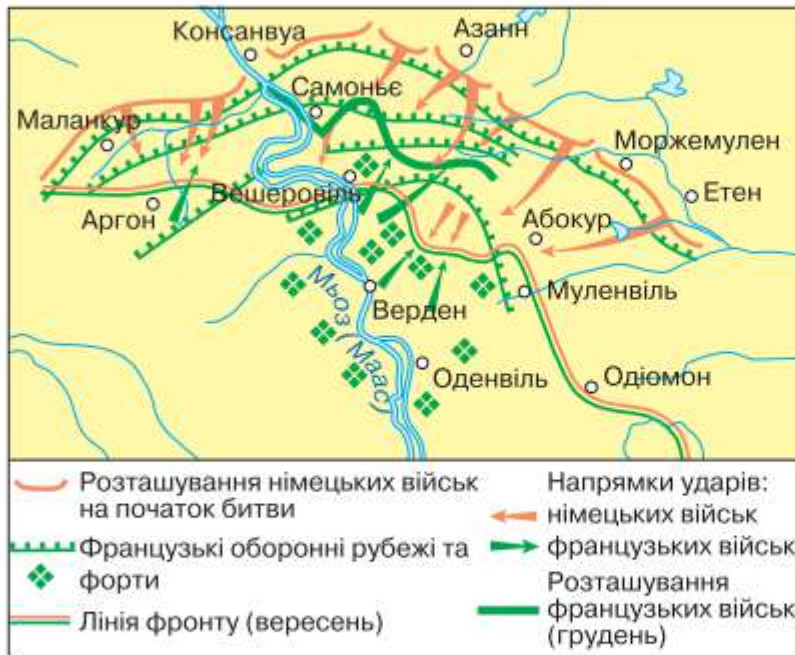 Консанвуа
Азанн
Самоньє
Маланкур
Моржемулен
Етен
Вешеровіль
Аргон
Абокур
Верден
Муленвіль
Мьоз (Маас)
Оденвіль
Одіюмон
Розташування німецьких військ
на початок битви
Французькі оборонні рубежі та
форти
Лінія фронту (вересень)
Напрямки ударів:
німецьких військ
французьких військ
Розташування
французьких військ
(грудень)